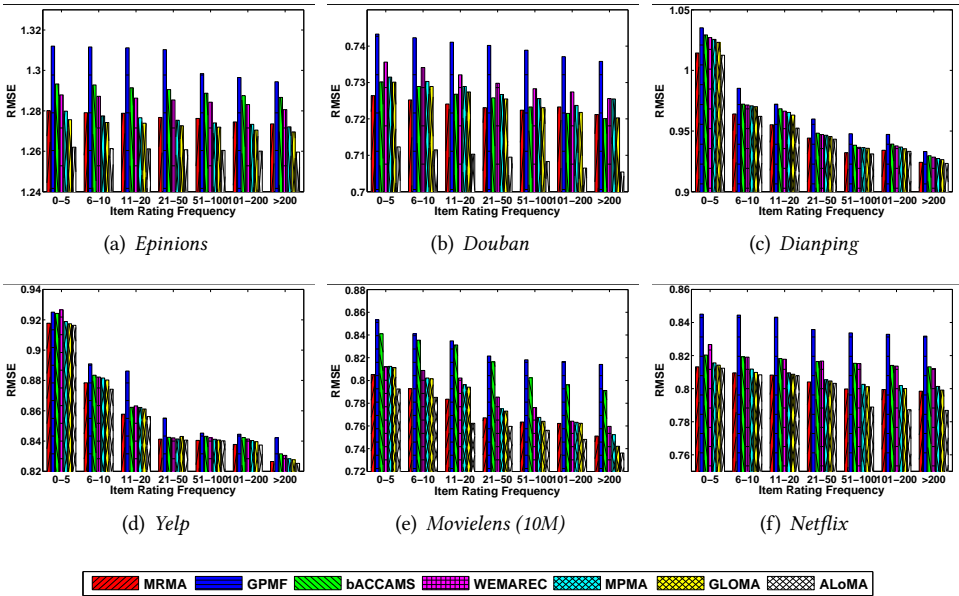 1.32
1.3
1.28
1.26
1.24
RMSE
0−5 6−10 11−20 21−50 51−100 101−200 >200
Item Rating Frequency
(a) Epinions
0.74
0.73
0.72
0.71
0.7
RMSE
0−5 6−10 11−20 21−50 51−100 101−200 >200
Item Rating Frequency
(b) Douban
1.05
1
0.95
0.9
RMSE
0−5 6−10 11−20 21−50 51−100 101−200 >200
Item Rating Frequency
(c) Dianping
0.94
0.92
0.9
0.88
0.86
0.84
0.82
RMSE
0−5 6−10 11−20 21−50 51−100 101−200 >200
Item Rating Frequency
(d) Yelp
0.88
0.86
0.84
0.82
0.8
0.78
0.76
0.74
0.72
RMSE
0−5 6−10 11−20 21−50 51−100 101−200 >200
Item Rating Frequency
(e) Movielens (10M)
0.86
0.84
0.82
0.8
0.78
0.76
RMSE
0−5 6−10 11−20 21−50 51−100 101−200 >200
Item Rating Frequency
(f) Netflix
MRMA GPMF bACCAMS WEMAREC MPMA GLOMA ALoMA